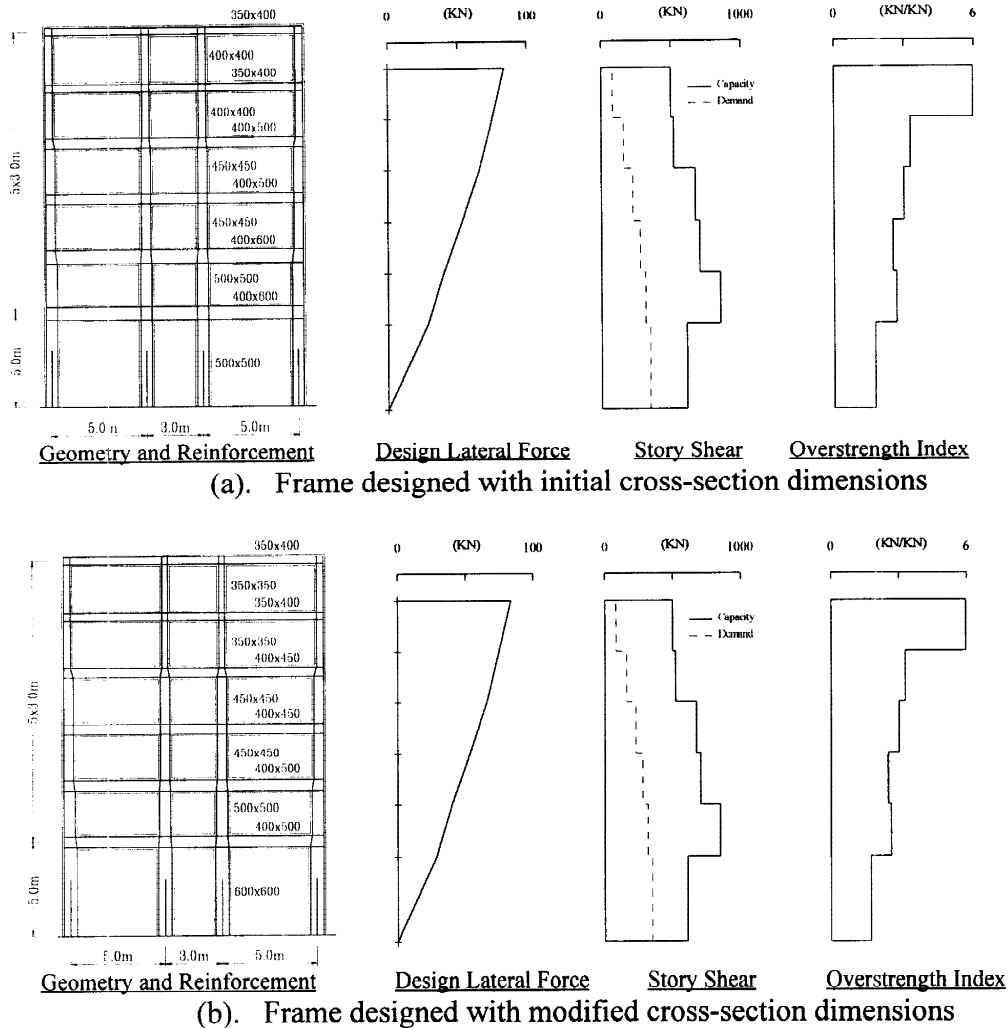 350x400
400x400
350x400
400x400
400x500
450x450
400x500
450x450
400x600
500x500
400x600
500x500
5x3.0m
5.0m
5.0 n
3.0m
5.0m
Geometry and Reinforcement
0 (KN) 100
Design Lateral Force
0 (KN) 1000
Capacity
Demand
Story Shear
0 (KN/KN) 6
Overstrength Index
(a). Frame designed with initial cross-section dimensions
350x400
350x350
350x400
350x350
400x450
450x450
400x450
450x450
400x500
500x500
400x500
600x600
5x3.0m
5.0m
5.0m
3.0m
5.0m
Geometry and Reinforcement
0 (KN) 100
Design Lateral Force
0 (KN) 1000
Capacity
Demand
Story Shear
0 (KN/KN) 6
Overstrength Index
(b). Frame designed with modified cross-section dimensions